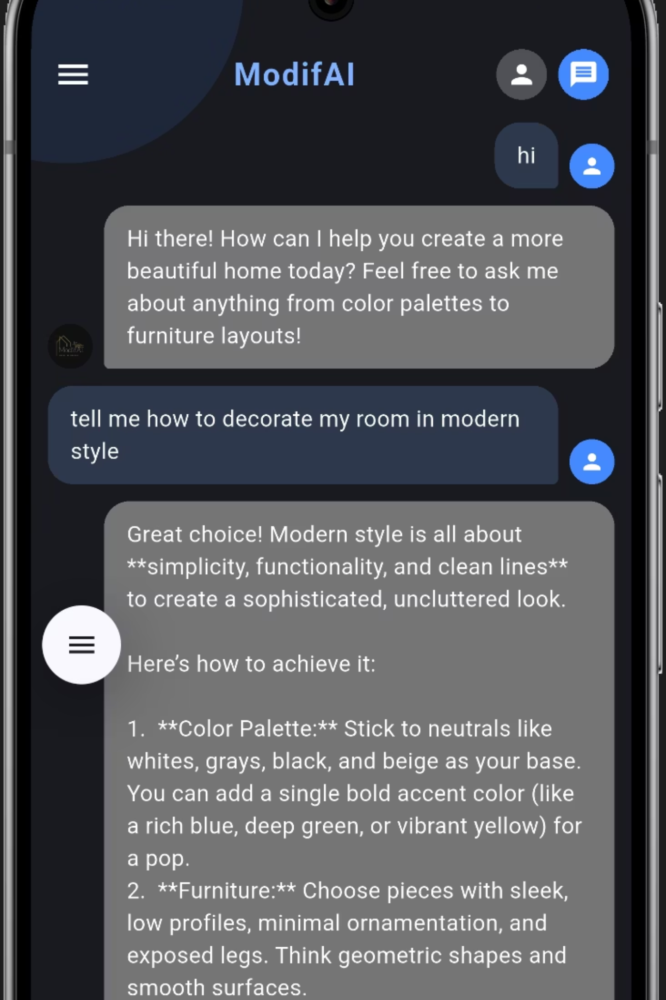 ModifAI
hi
Hi there! How can I help you create a more
beautiful home today? Feel free to ask me
about anything from color palettes to
furniture layouts!
ModifAI
tell me how to decorate my room in modern
style
Great choice! Modern style is all about
**simplicity, functionality, and clean lines**
to create a sophisticated, uncluttered look.
Here’s how to achieve it:
1.  **Color Palette:** Stick to neutrals like
whites, grays, black, and beige as your base.
You can add a single bold accent color (like
a rich blue, deep green, or vibrant yellow) for
a pop.
2.  **Furniture:** Choose pieces with sleek,
low profiles, minimal ornamentation, and
exposed legs. Think geometric shapes and
smooth surfaces.